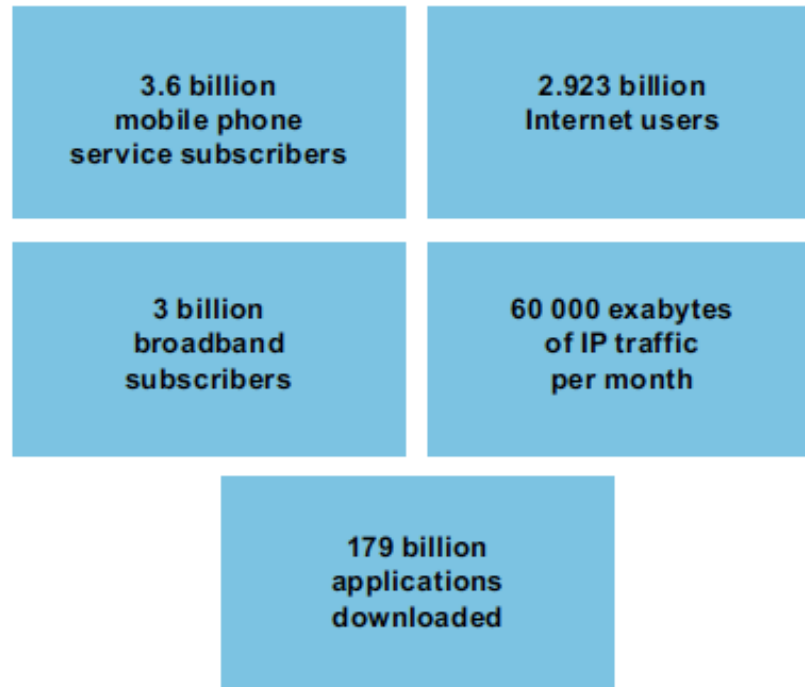 3.6 billion
mobile phone
service subscribers
2.923 billion
Internet users
3 billion
broadband
subscribers
60 000 exabytes
of IP traffic
per month
179 billion
applications
downloaded